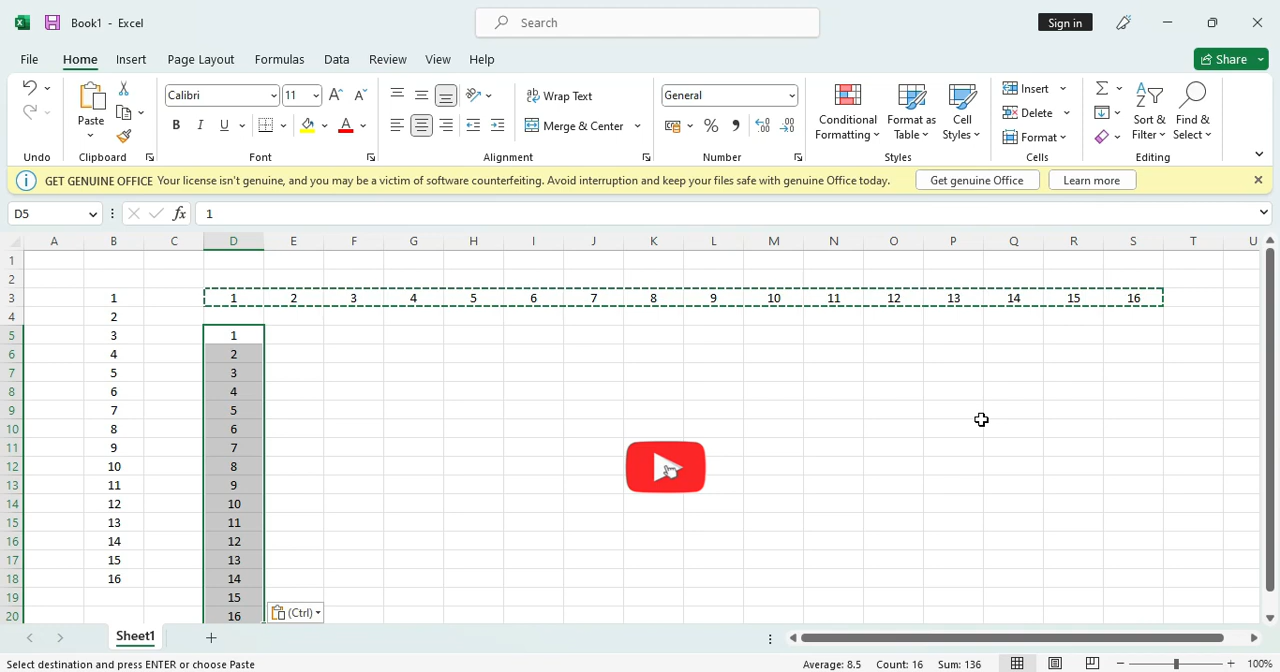 Book1 - Excel
Search
Sign in
File Home Insert Page Layout Formulas Data Review View Help
Share
Paste
Calibri 11
B I U
Wrap Text
Merge & Center
General
Conditional Formatting
Format as Table
Cell Styles
Insert
Delete
Format
Sort & Filter
Find & Select
Undo Clipboard Font Alignment Number Styles Cells Editing
GET GENUINE OFFICE Your license isn't genuine, and you may be a victim of software counterfeiting. Avoid interruption and keep your files safe with genuine Office today. Get genuine Office Learn more
D5 fx 1
A B C D E F G H I J K L M N O P Q R S T U
1
2
3 1 1 2 3 4 5 6 7 8 9 10 11 12 13 14 15 16
4 2
5 3 1
6 4 2
7 5 3
8 6 4
9 7 5
10 8 6
11 9 7
12 10 8
13 11 9
14 12 10
15 13 11
16 14 12
17 15 13
18 16 14
19 15
20 16
(Ctrl)
Sheet1
Select destination and press ENTER or choose Paste Average: 8.5 Count: 16 Sum: 136 100%